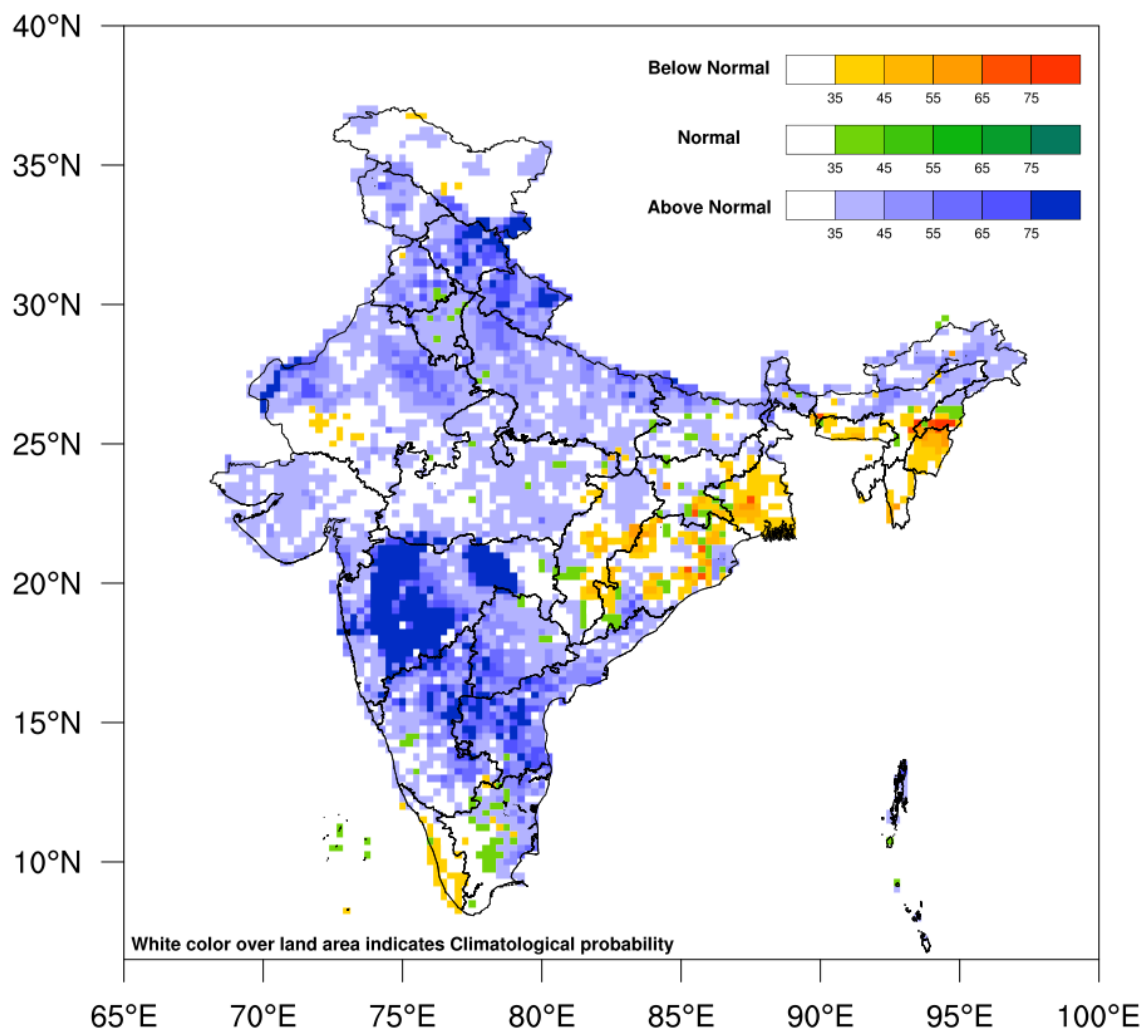 40°N
35°N
30°N
25°N
20°N
15°N
10°N
Below Normal
35 45 55 65 75
Normal
35 45 55 65 75
Above Normal
35 45 55 65 75
White color over land area indicates Climatological probability
65°E 70°E 75°E 80°E 85°E 90°E 95°E 100°E